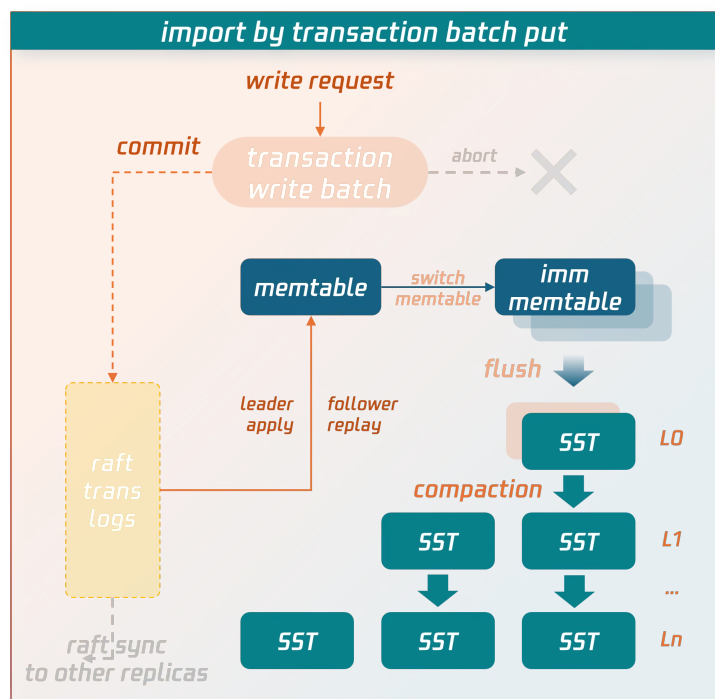 import by transaction batch put
write request
commit
transaction
write batch
abort
memtable
switch
memtable
imm
memtable
flush
leader
apply
follower
replay
SST
L0
raft
trans
logs
compaction
SST
SST
L1
...
raft sync
to other replicas
SST
SST
SST
Ln